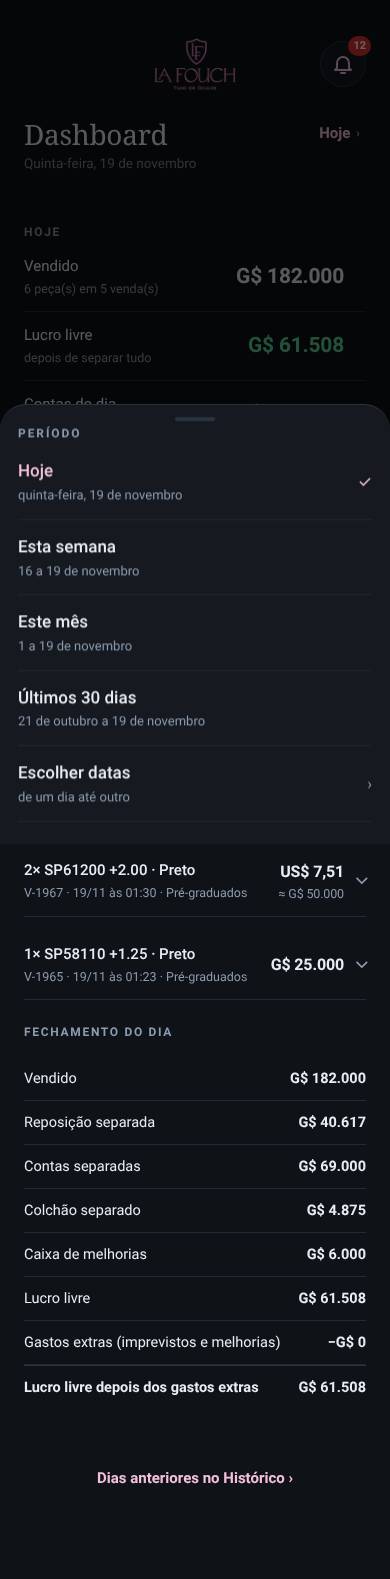 12
LA FOUCH
Dashboard
Hoje ›
Quinta-feira, 19 de novembro
HOJE
Vendido
G$ 182.000
6 peça(s) em 5 venda(s)
Lucro livre
G$ 61.508
depois de separar tudo
Contas do dia
PERÍODO
Hoje
quinta-feira, 19 de novembro
Esta semana
16 a 19 de novembro
Este mês
1 a 19 de novembro
Últimos 30 dias
21 de outubro a 19 de novembro
Escolher datas
›
de um dia até outro
2× SP61200 +2.00 · Preto
US$ 7,51
V-1967 · 19/11 às 01:30 · Pré-graduados
≈ G$ 50.000
1× SP58110 +1.25 · Preto
G$ 25.000
V-1965 · 19/11 às 01:23 · Pré-graduados
FECHAMENTO DO DIA
Vendido G$ 182.000
Reposição separada G$ 40.617
Contas separadas G$ 69.000
Colchão separado G$ 4.875
Caixa de melhorias G$ 6.000
Lucro livre G$ 61.508
Gastos extras (imprevistos e melhorias) −G$ 0
Lucro livre depois dos gastos extras G$ 61.508
Dias anteriores no Histórico ›